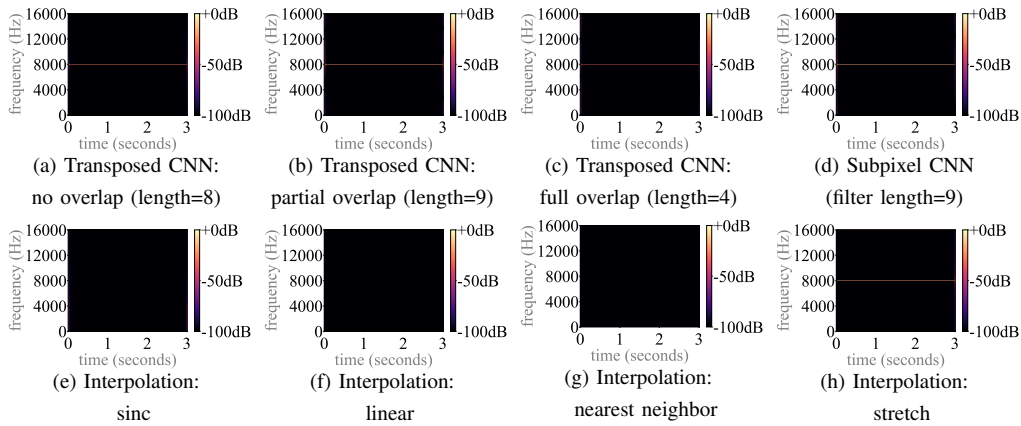 frequency (Hz) 16000 12000 8000 4000 0 0 1 2 3 time (seconds) +0dB -50dB -100dB
(a) Transposed CNN:
no overlap (length=8)
frequency (Hz) 16000 12000 8000 4000 0 0 1 2 3 time (seconds) +0dB -50dB -100dB
(b) Transposed CNN:
partial overlap (length=9)
frequency (Hz) 16000 12000 8000 4000 0 0 1 2 3 time (seconds) +0dB -50dB -100dB
(c) Transposed CNN:
full overlap (length=4)
frequency (Hz) 16000 12000 8000 4000 0 0 1 2 3 time (seconds) +0dB -50dB -100dB
(d) Subpixel CNN
(filter length=9)
frequency (Hz) 16000 12000 8000 4000 0 0 1 2 3 time (seconds) +0dB -50dB -100dB
(e) Interpolation:
sinc
frequency (Hz) 16000 12000 8000 4000 0 0 1 2 3 time (seconds) +0dB -50dB -100dB
(f) Interpolation:
linear
frequency (Hz) 16000 12000 8000 4000 0 0 1 2 3 time (seconds) +0dB -50dB -100dB
(g) Interpolation:
nearest neighbor
frequency (Hz) 16000 12000 8000 4000 0 0 1 2 3 time (seconds) +0dB -50dB -100dB
(h) Interpolation:
stretch